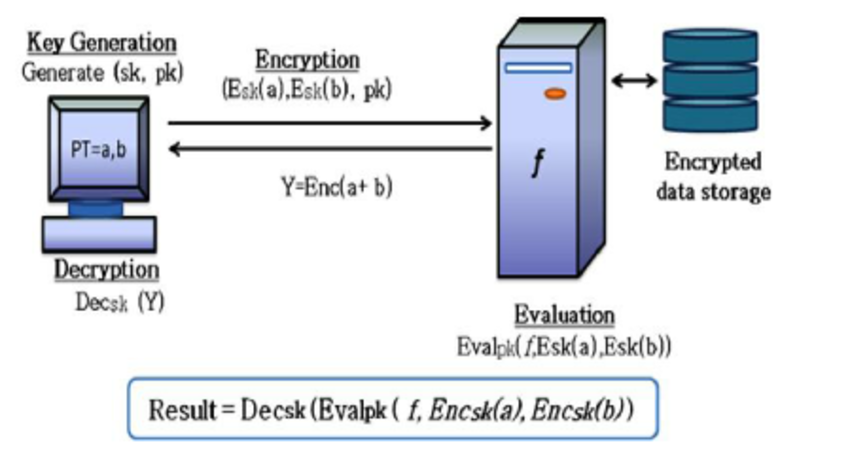 Key Generation
Generate (sk, pk)
PT=a,b
Decryption
Decsk (Y)
Encryption
(Esk(a),Esk(b), pk)
Y=Enc(a+ b)
f
Evaluation
Evalpk( f,Esk(a),Esk(b))
Encrypted
data storage
Result = Decsk (Evalpk ( f, Encsk(a), Encsk(b))